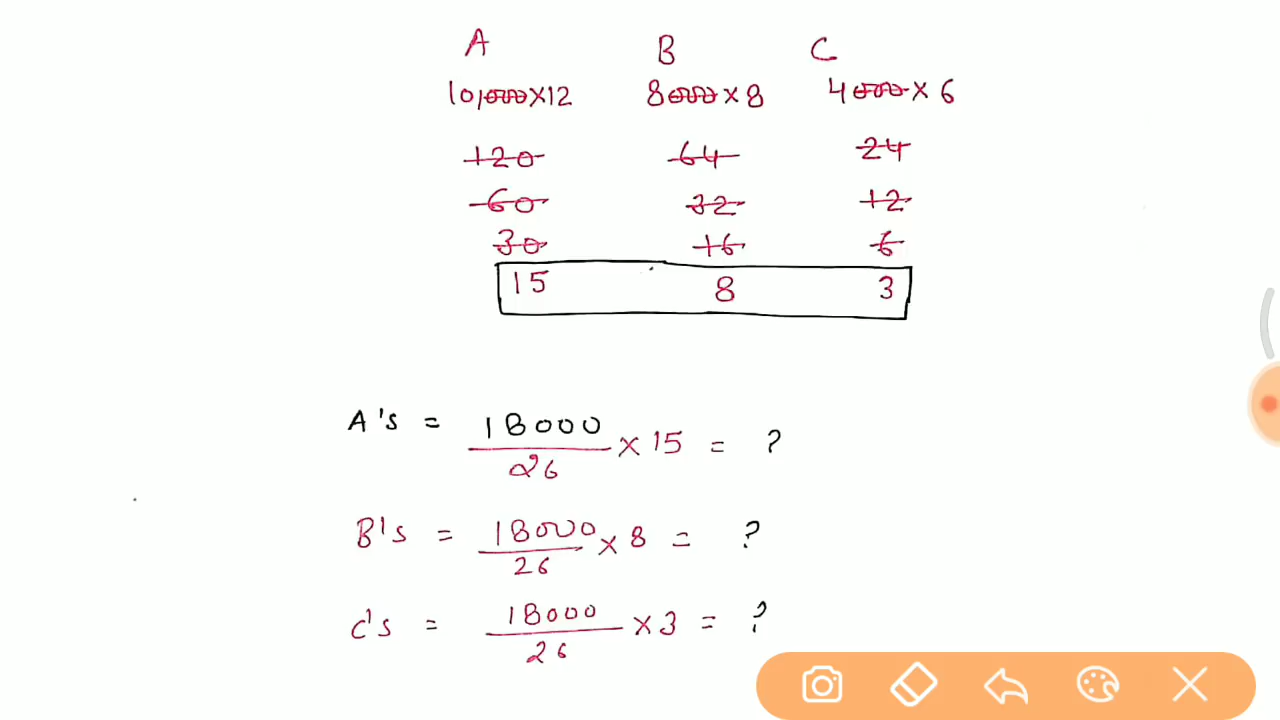 A B C
10,000×12 8000×8 4000×6
120 64 24
60 32 12
30 16 6
15 8 3
A's = 18000/26 × 15 = ?
B's = 18000/26 × 8 = ?
C's = 18000/26 × 3 = ?